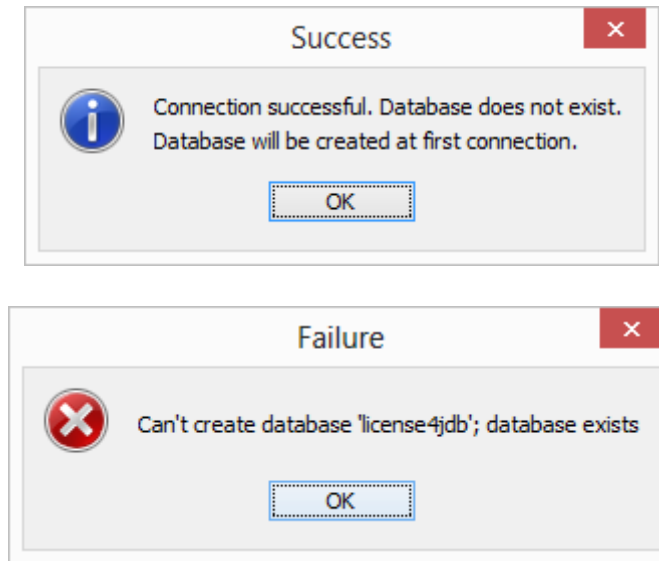 Success
Connection successful. Database does not exist.
Database will be created at first connection.
OK
Failure
Can't create database 'license4jdb'; database exists
OK